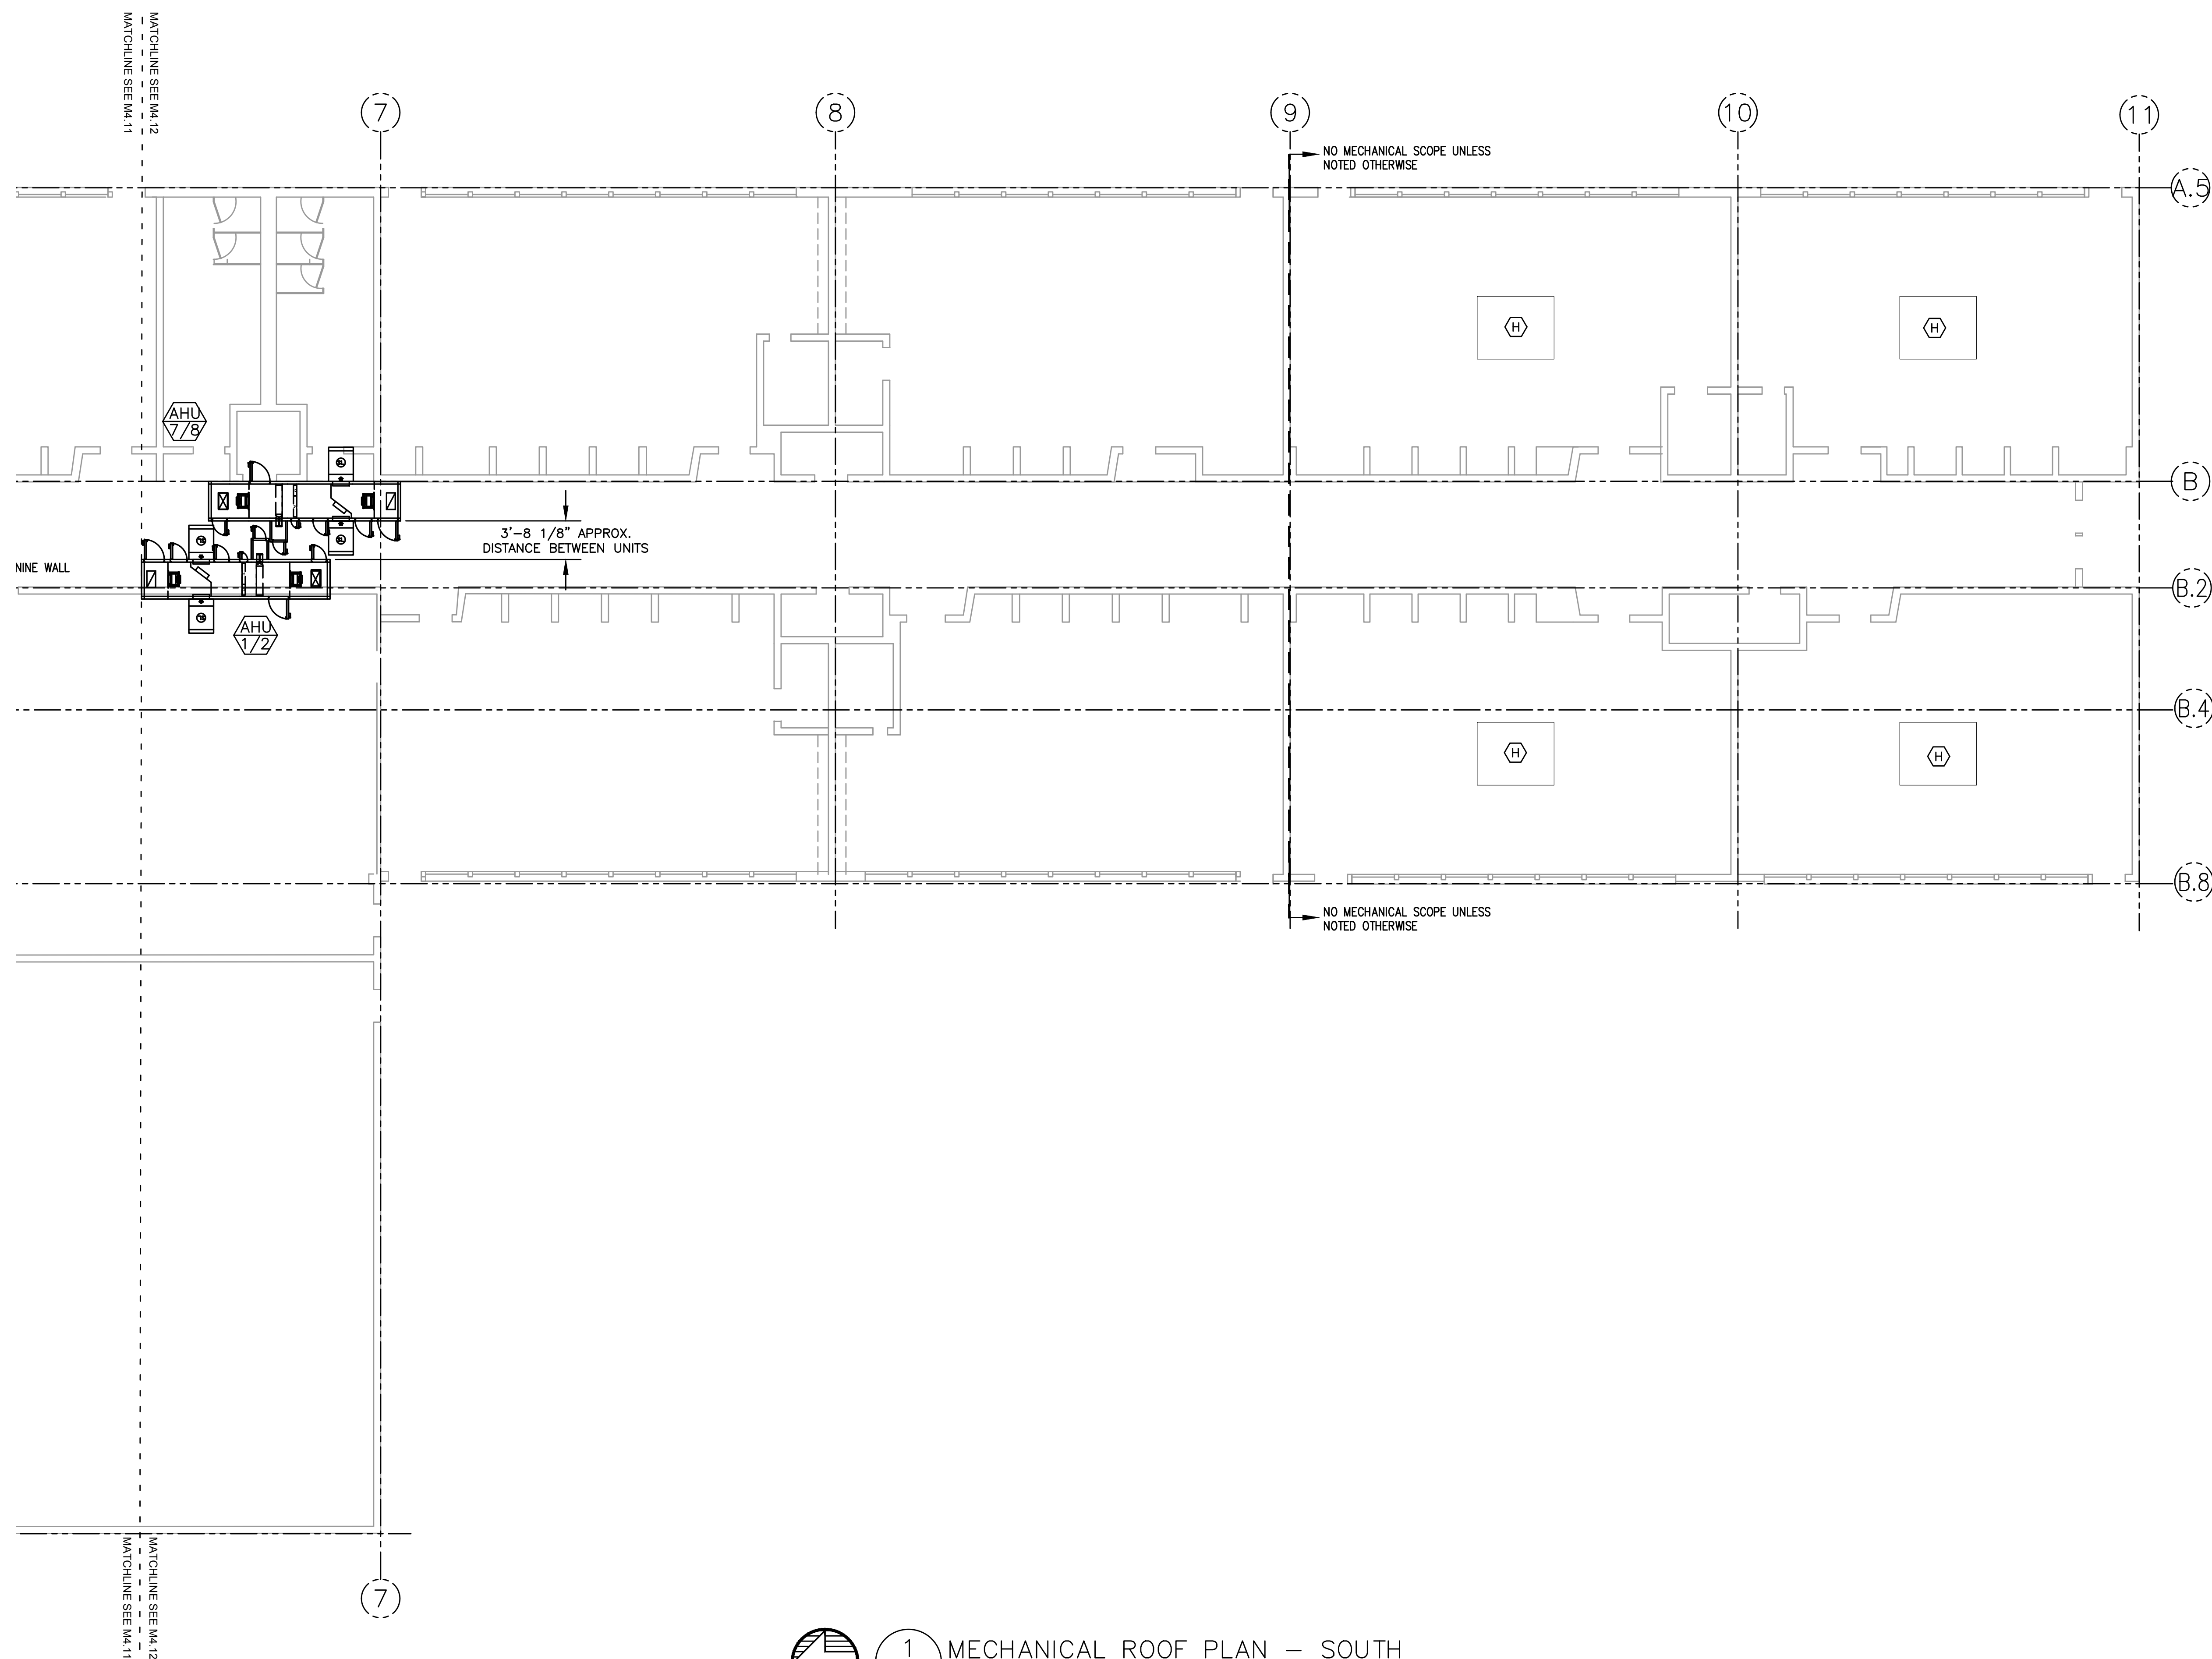 MATCHLINE SEE M4.12
MATCHLINE SEE M4.11
7
8
9
10
11
NO MECHANICAL SCOPE UNLESS
NOTED OTHERWISE
A.5
H
H
AHU
7/8
B
3'-8 1/8" APPROX.
DISTANCE BETWEEN UNITS
NINE WALL
B.2
AHU
1/2
B.4
H
H
B.8
NO MECHANICAL SCOPE UNLESS
NOTED OTHERWISE
MATCHLINE SEE M4.12
MATCHLINE SEE M4.11
7
1
MECHANICAL ROOF PLAN – SOUTH